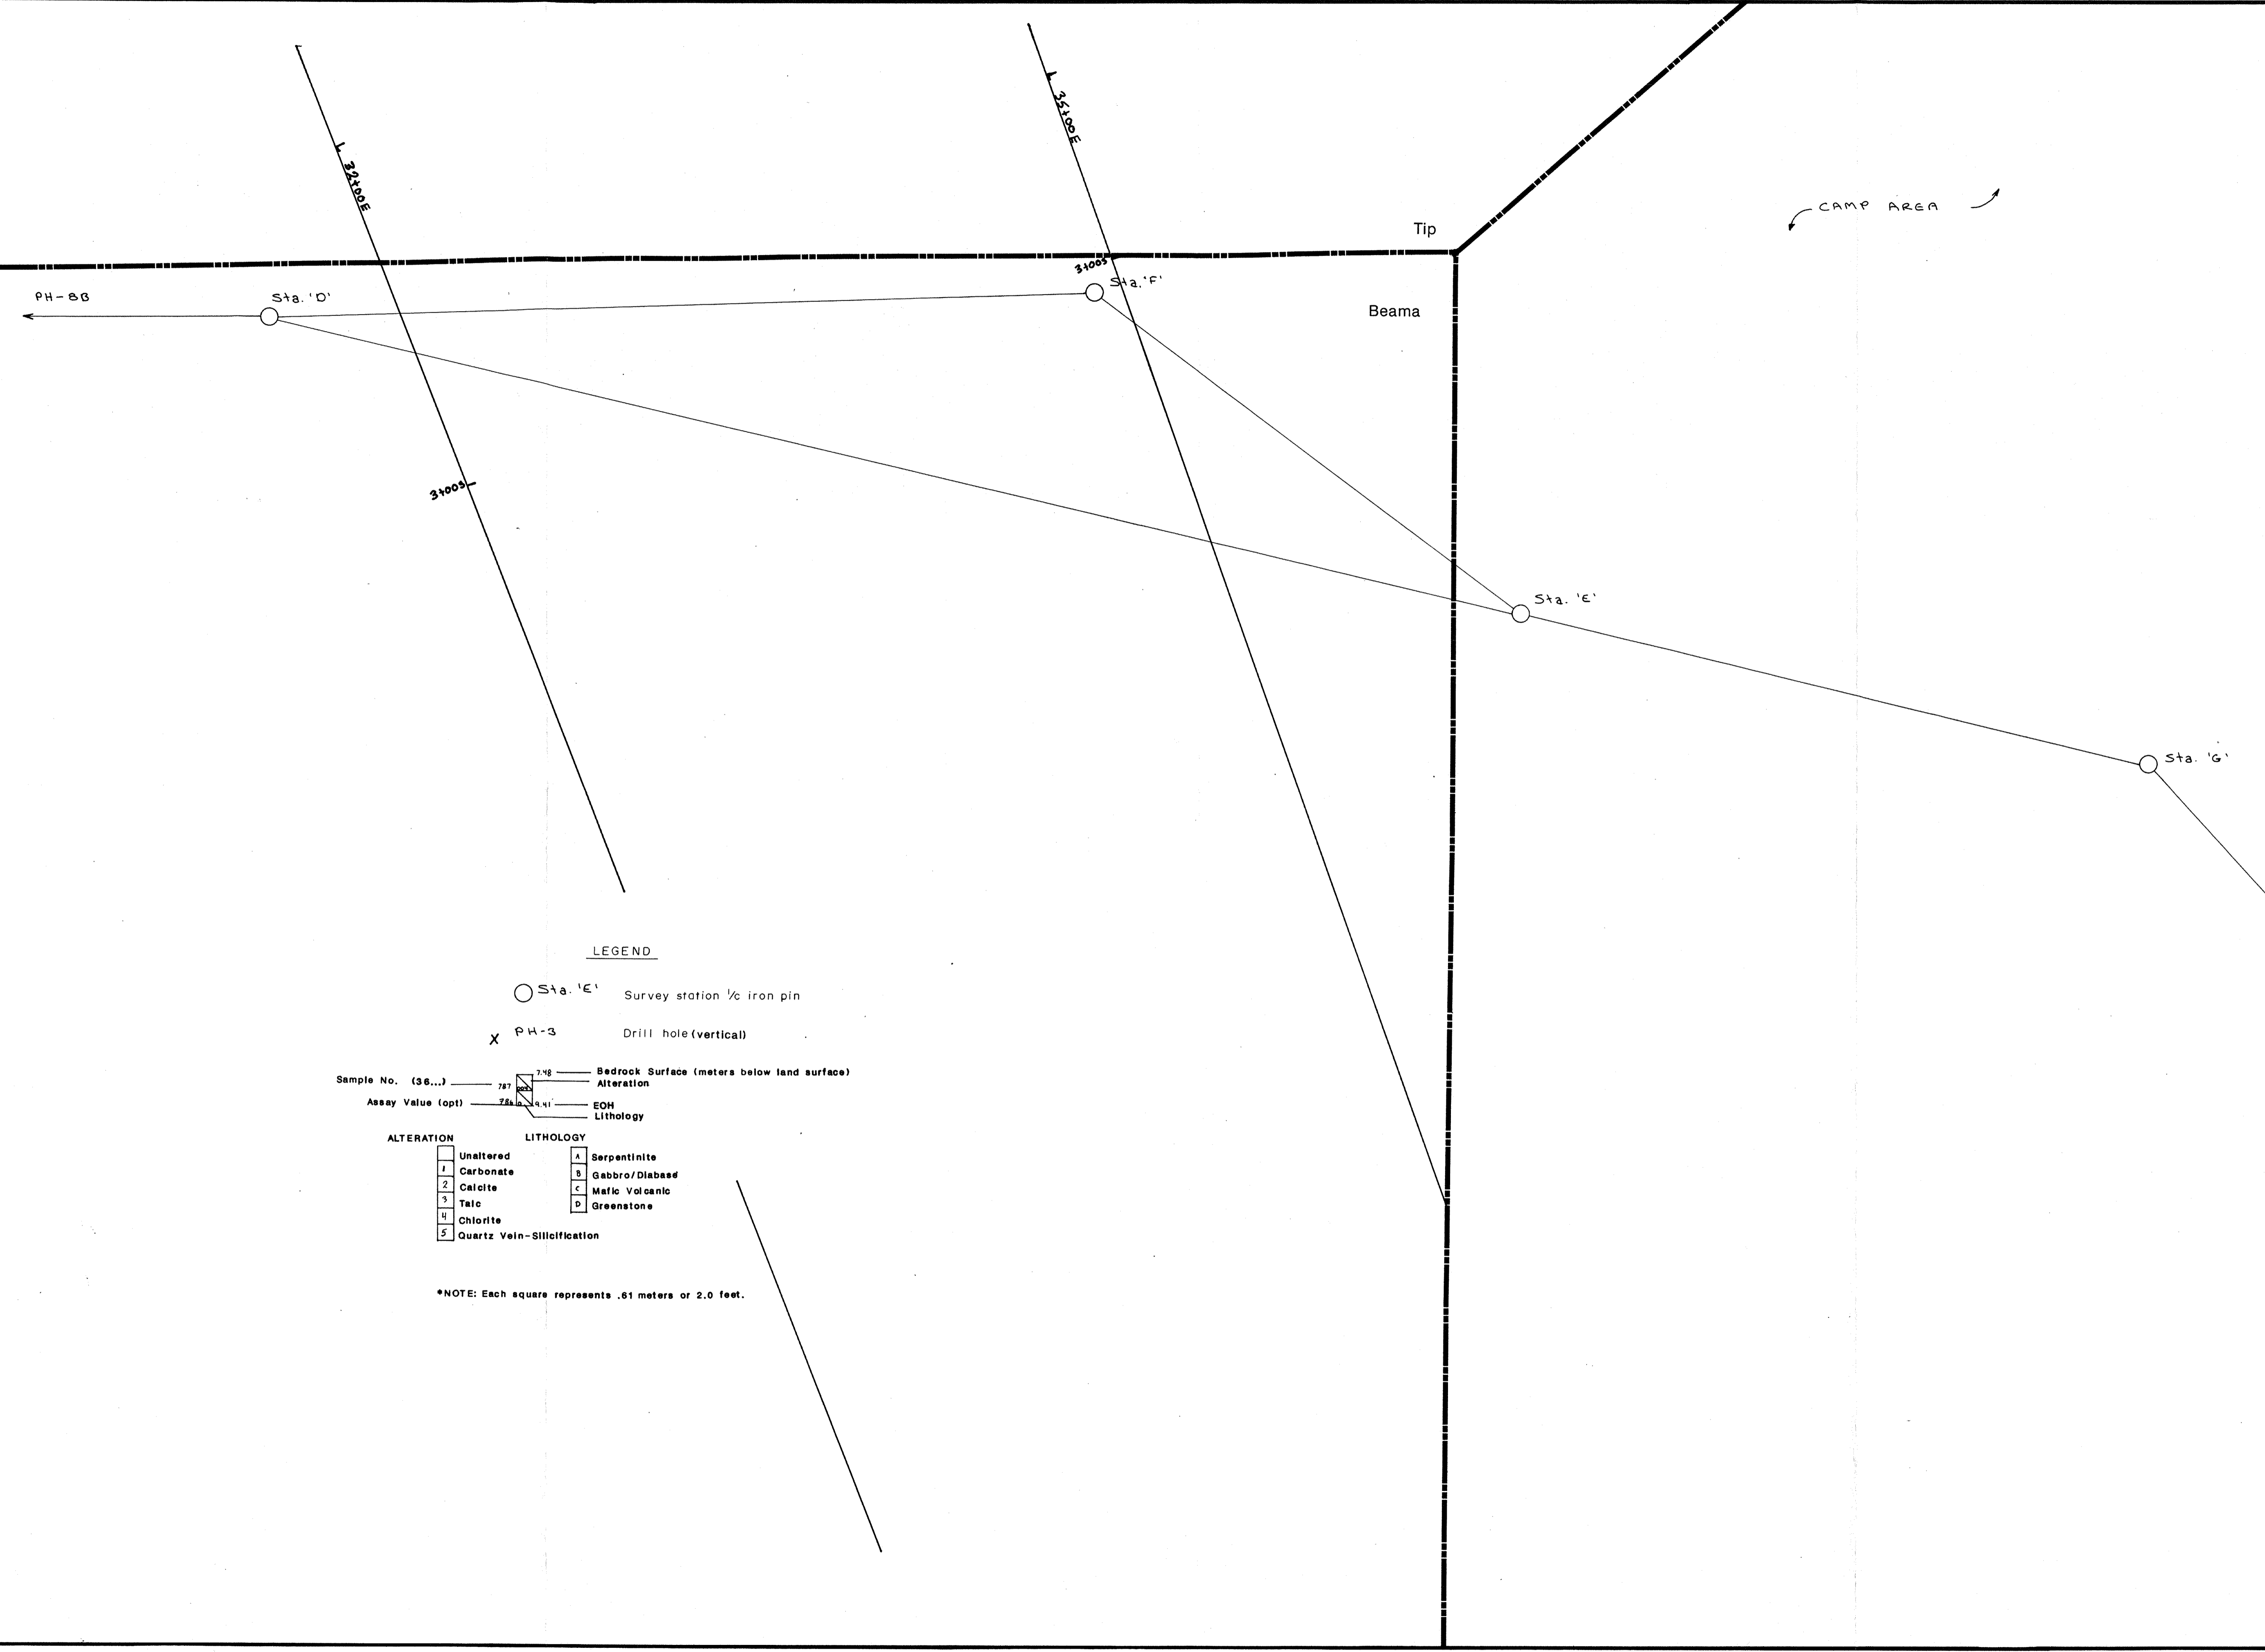 L 32+00E
L 35+00E
CAMP AREA
Tip
3+00S
Sta. 'F'
PH-8B
Sta. 'D'
Beama
3+00S
Sta. 'E'
Sta. 'G'
LEGEND
Sta. 'E' Survey station 1/c iron pin
X PH-3 Drill hole (vertical)
7.48 Bedrock Surface (meters below land surface)
Sample No. (36...) 787 Alteration
Assay Value (opt) 786 9.41 EOH
Lithology
ALTERATION LITHOLOGY
Unaltered A Serpentinite
1 Carbonate B Gabbro/Diabase
2 Calcite C Mafic Volcanic
3 Talc D Greenstone
4 Chlorite
5 Quartz Vein-Silicification
*NOTE: Each square represents .61 meters or 2.0 feet.